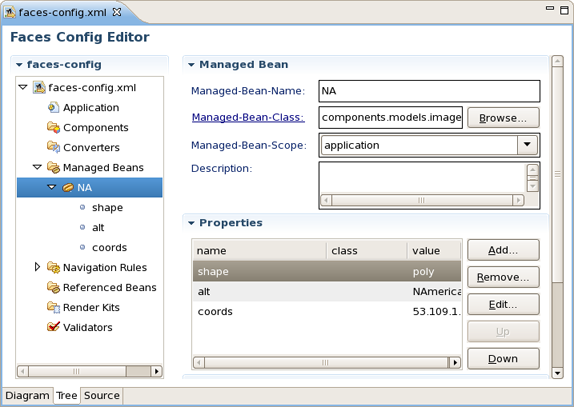 faces-config.xml
Faces Config Editor
faces-config
faces-config.xml
Application
Components
Converters
Managed Beans
NA
shape
alt
coords
Navigation Rules
Referenced Beans
Render Kits
Validators
Managed Bean
Managed-Bean-Name: NA
Managed-Bean-Class: components.models.image Browse...
Managed-Bean-Scope: application
Description:
Properties
name class value
shape poly
alt NAmerica
coords 53.109.1.
Add...
Remove...
Edit...
Up
Down
Diagram Tree Source